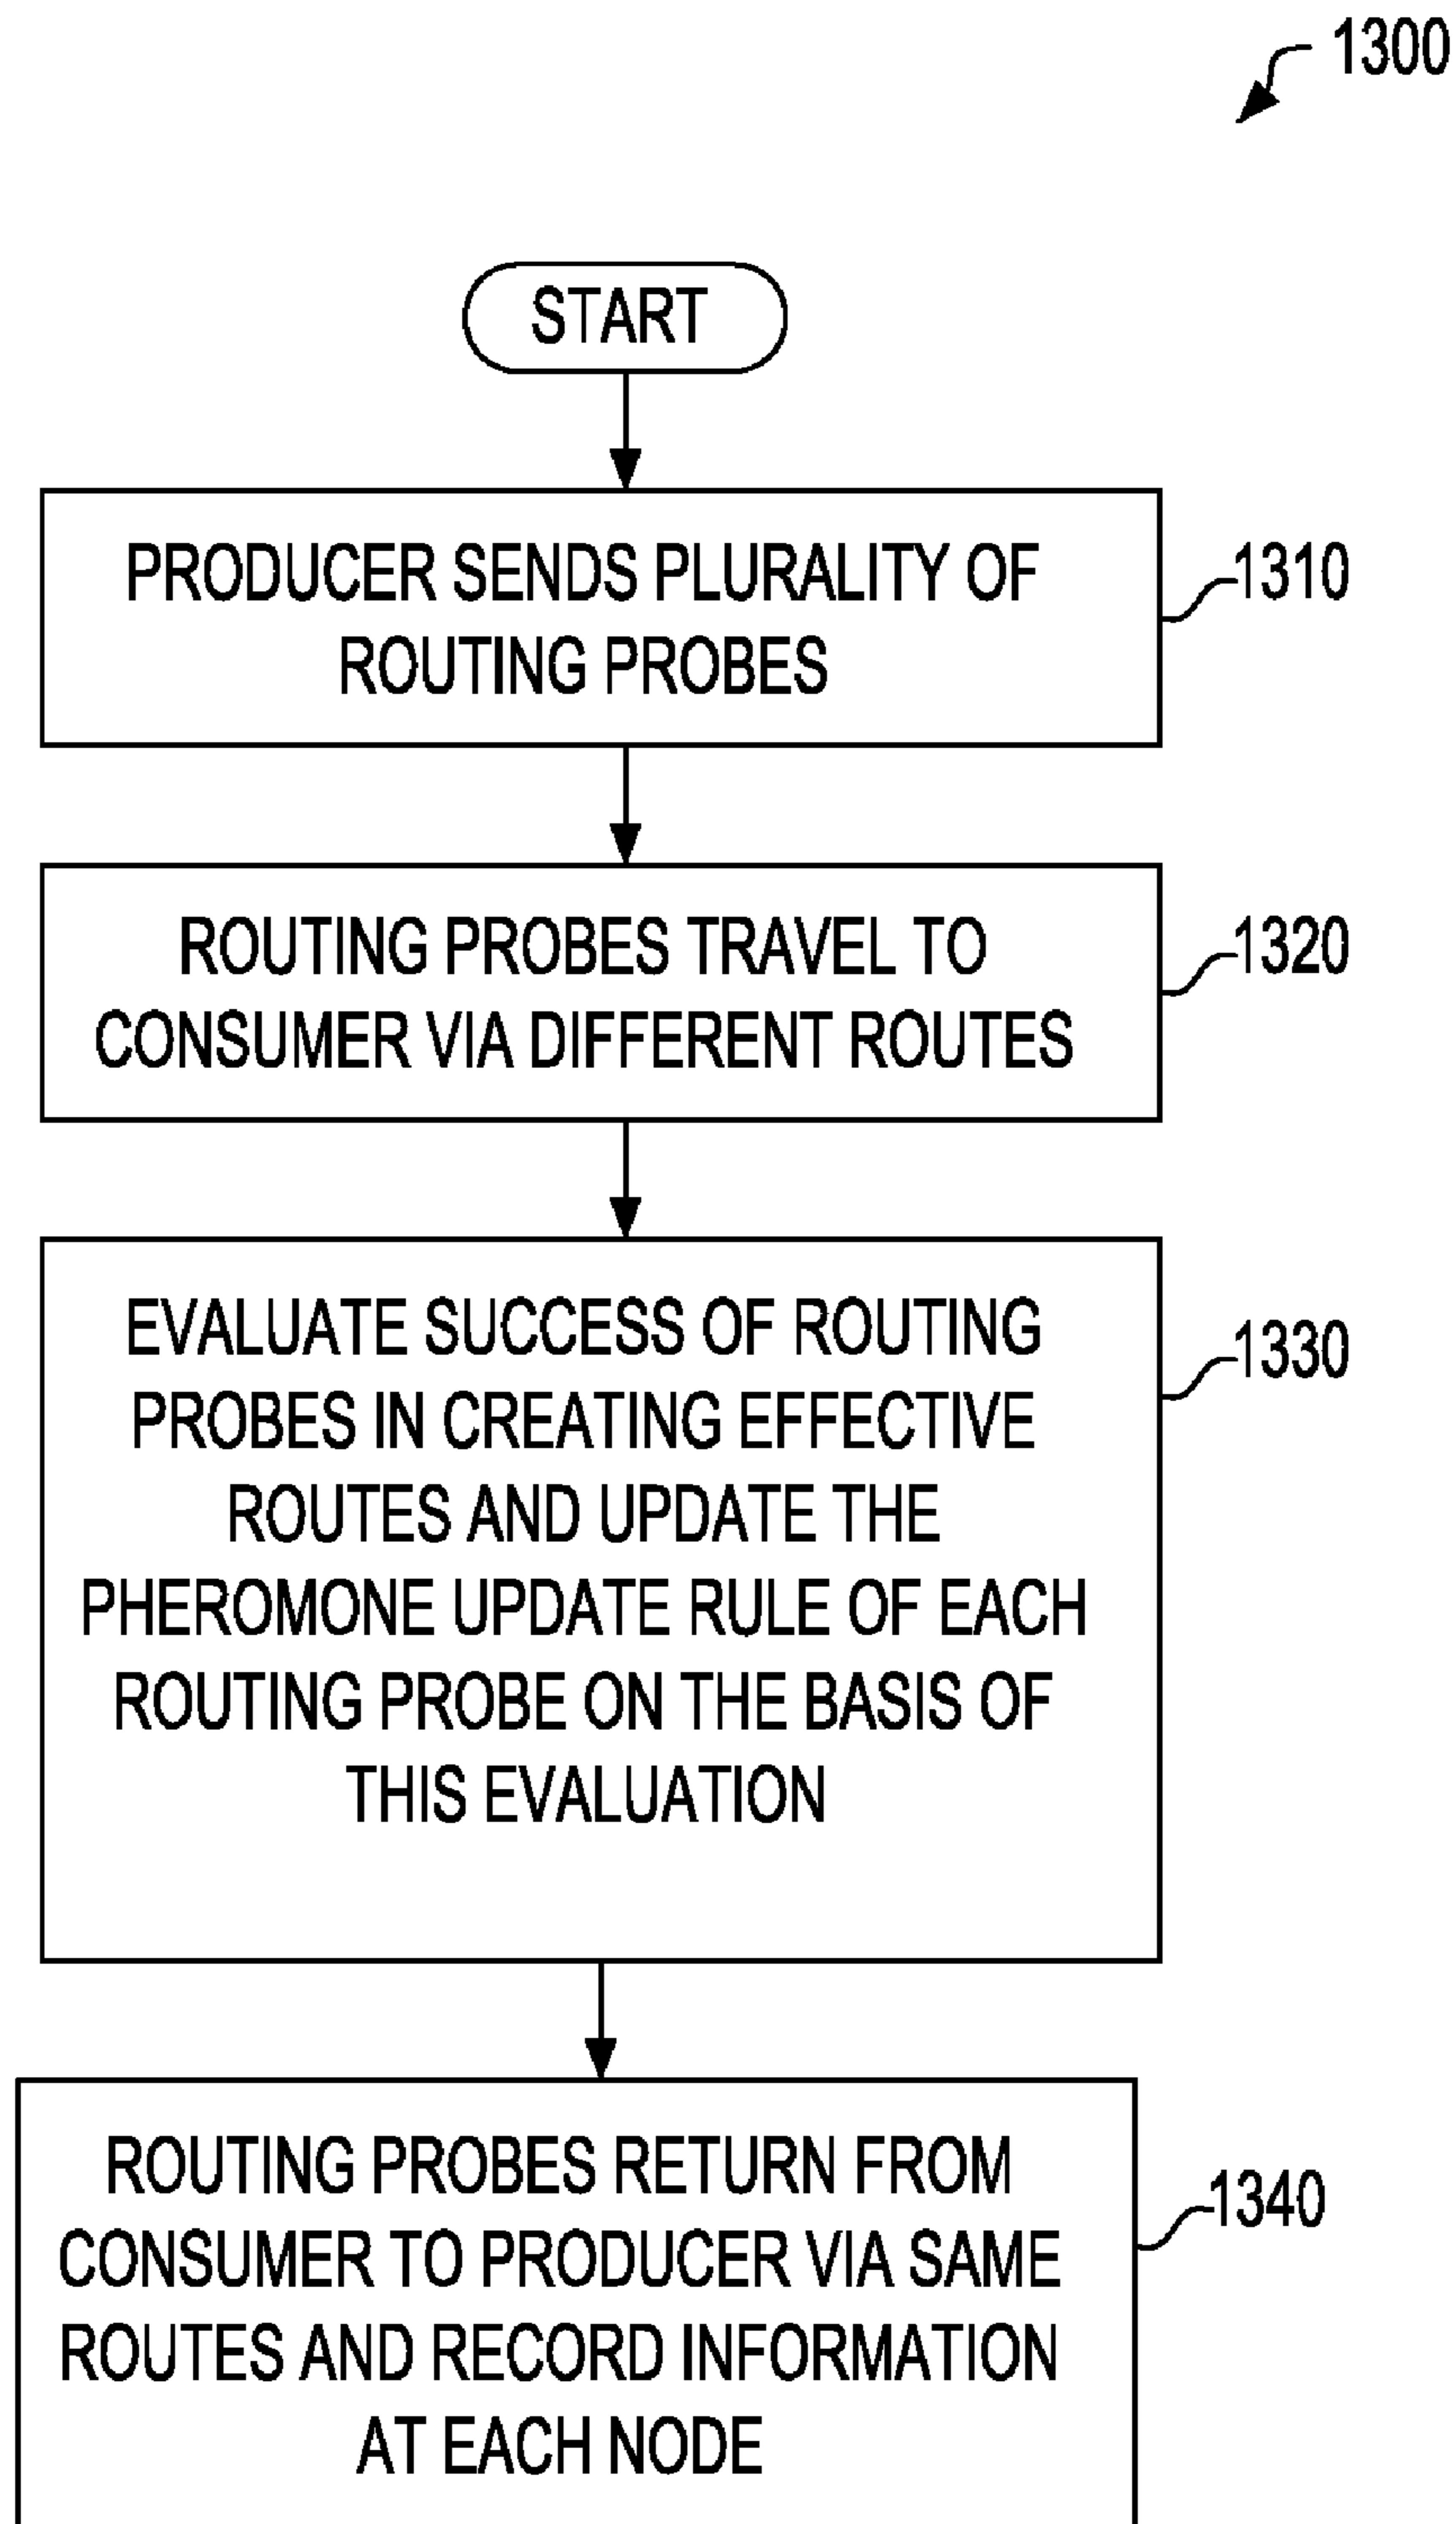 1300
START
PRODUCER SENDS PLURALITY OF
ROUTING PROBES
1310
ROUTING PROBES TRAVEL TO
CONSUMER VIA DIFFERENT ROUTES
1320
EVALUATE SUCCESS OF ROUTING
PROBES IN CREATING EFFECTIVE
ROUTES AND UPDATE THE
PHEROMONE UPDATE RULE OF EACH
ROUTING PROBE ON THE BASIS OF
THIS EVALUATION
1330
ROUTING PROBES RETURN FROM
CONSUMER TO PRODUCER VIA SAME
ROUTES AND RECORD INFORMATION
AT EACH NODE
1340